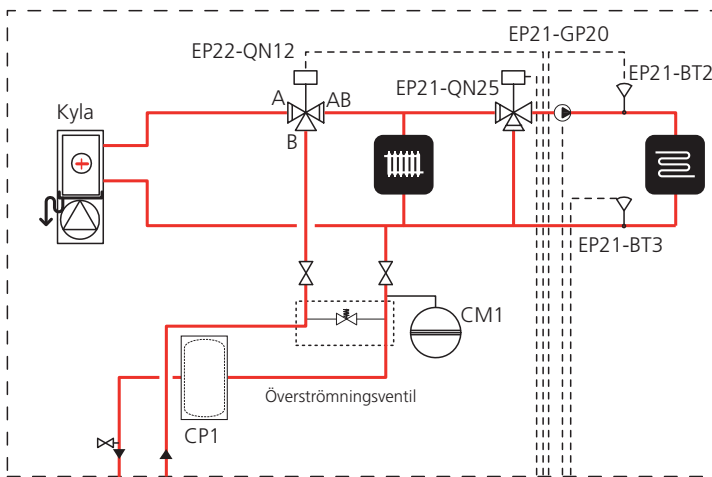 EP21-GP20
EP22-QN12
EP21-BT2
EP21-QN25
A
AB
Kyla
B
EP21-BT3
CM1
Överströmningsventil
CP1